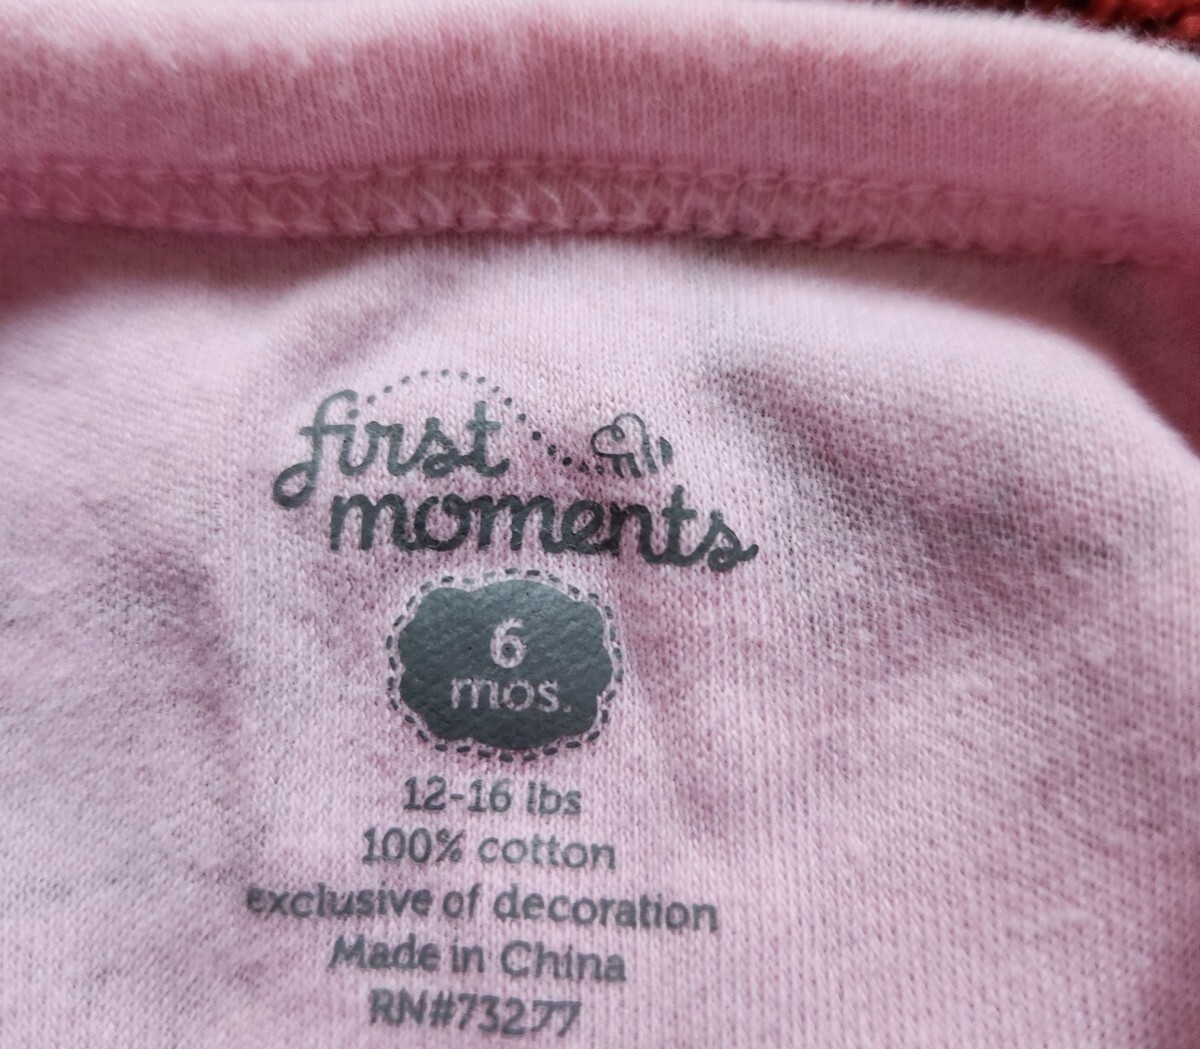 first
moments
6
mos.
12-16 lbs
100% cotton
exclusive of decoration
Made in China
RN#73277